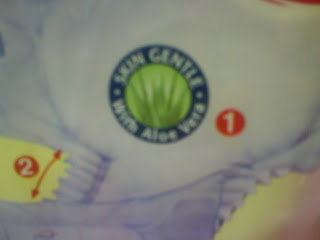 SKIN GENTLE
With Aloe Vera
1
2